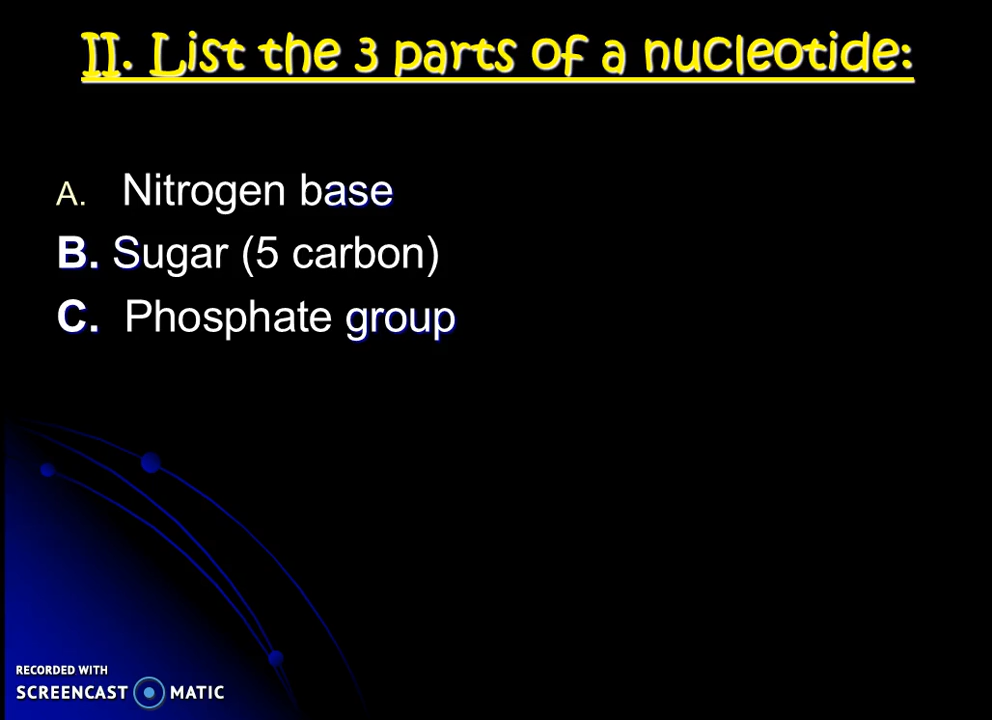 II. List the 3 parts of a nucleotide:
A. Nitrogen base
B. Sugar (5 carbon)
C. Phosphate group
RECORDED WITH
SCREENCAST MATIC